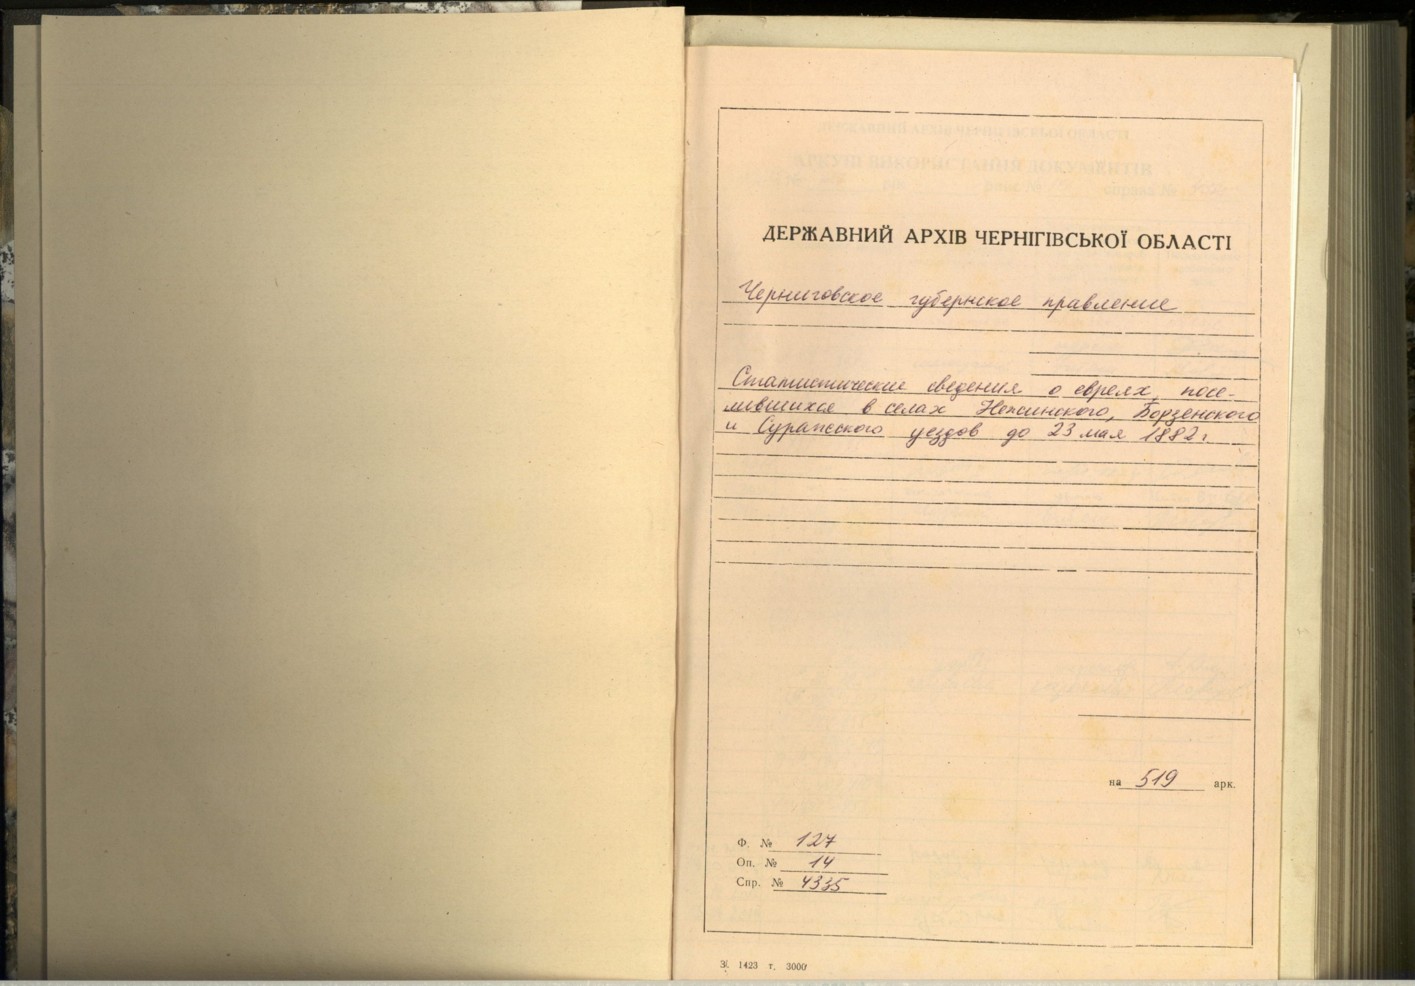 ДЕРЖАВНИЙ АРХІВ ЧЕРНІГІВСЬКОЇ ОБЛАСТІ
Черниговское губернское правление
Статистические сведения о евреях, посе-
лившихся в селах Нежинского, Борзенского
и Суражского уездов до 23 мая 1882 г.
на 519 арк.
Ф. № 127
Оп. № 14
Спр. № 4335
З. 1423 т. 3000